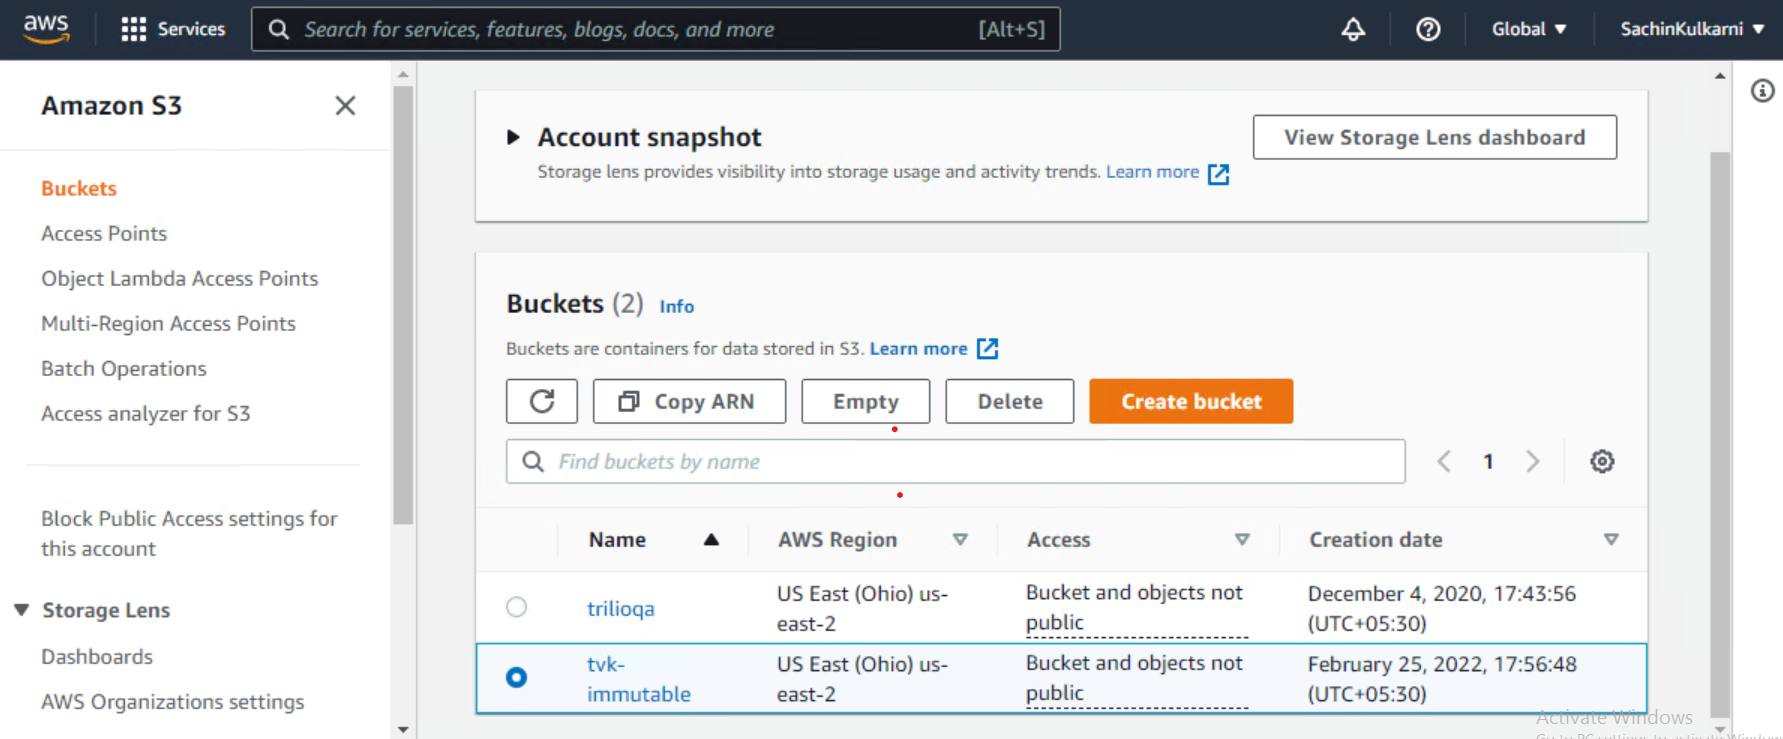 aws Services Search for services, features, blogs, docs, and more [Alt+S] Global SachinKulkarni
Amazon S3
Buckets
Access Points
Object Lambda Access Points
Multi-Region Access Points
Batch Operations
Access analyzer for S3
Block Public Access settings for
this account
Storage Lens
Dashboards
AWS Organizations settings
Account snapshot
View Storage Lens dashboard
Storage lens provides visibility into storage usage and activity trends. Learn more
Buckets (2) Info
Buckets are containers for data stored in S3. Learn more
Copy ARN Empty Delete Create bucket
Find buckets by name 1
Name AWS Region Access Creation date
trilioqa
US East (Ohio) us-
east-2
Bucket and objects not
public
December 4, 2020, 17:43:56
(UTC+05:30)
tvk-
immutable
US East (Ohio) us-
east-2
Bucket and objects not
public
February 25, 2022, 17:56:48
(UTC+05:30)
Activate Windows
Go to PC settings to activate Windows